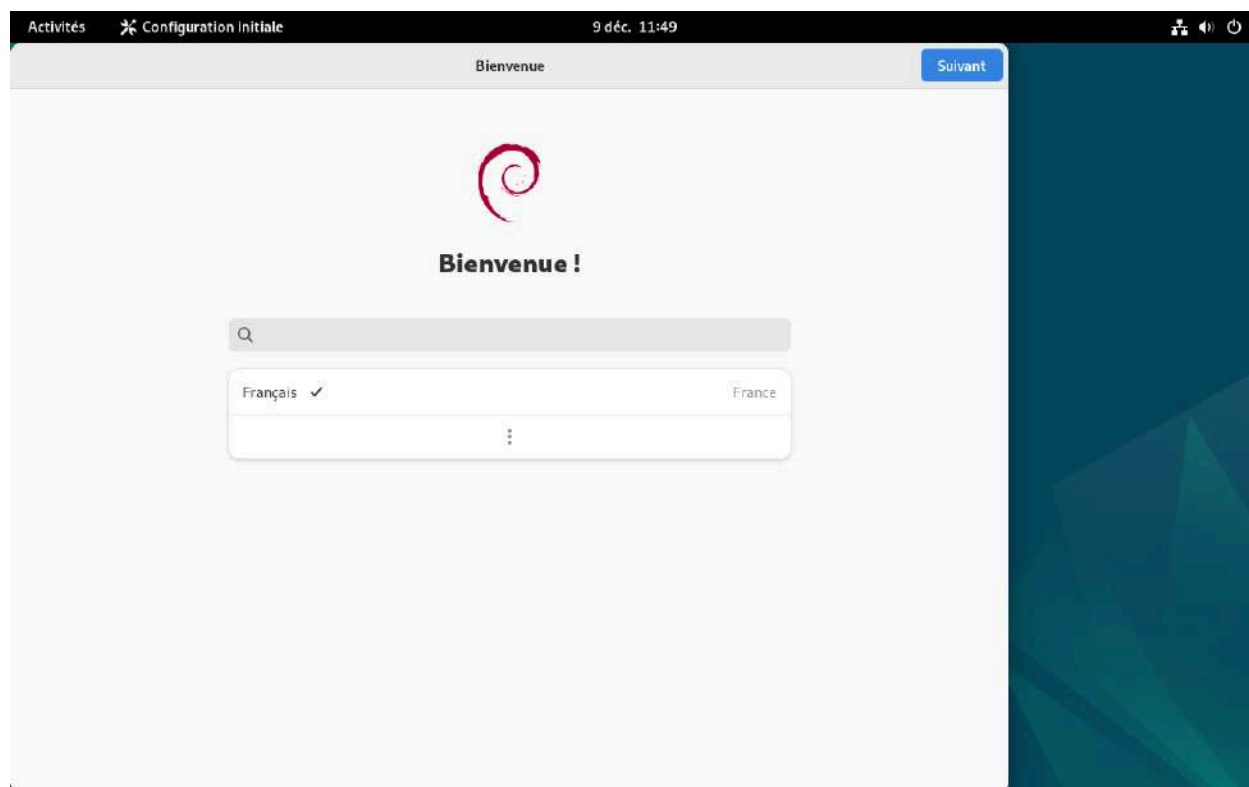 Activités Configuration initiale 9 déc. 11:49
Bienvenue Suivant
Bienvenue !
Français France